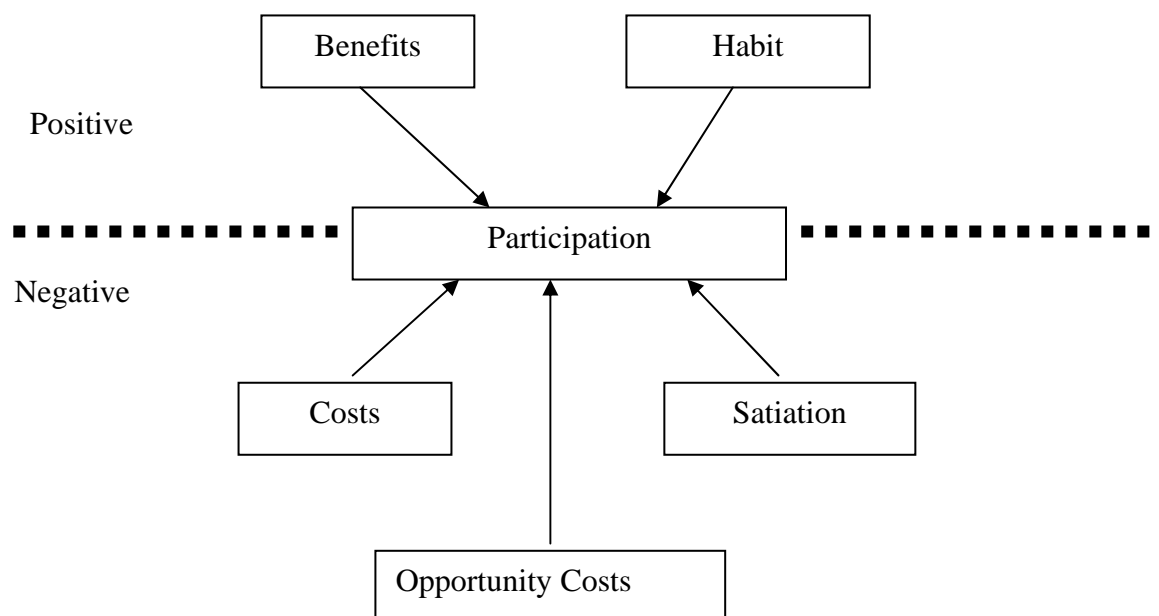 Benefits
Habit
Positive
Participation
Negative
Costs
Satiation
Opportunity Costs